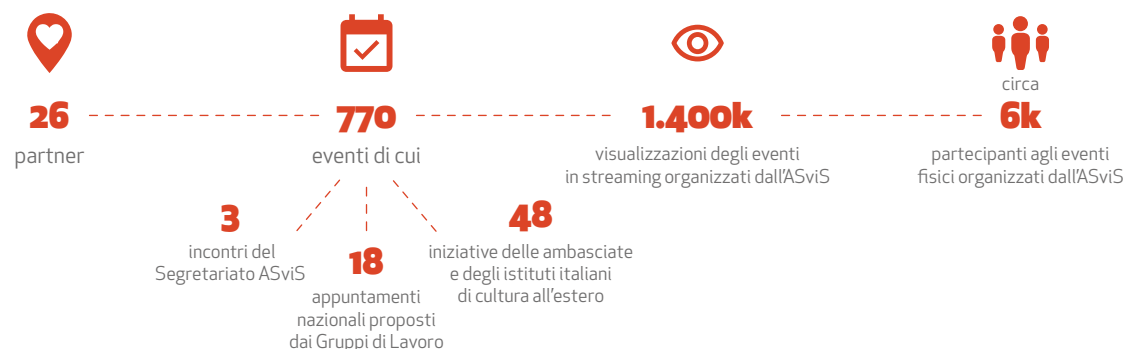 26
partner
770
eventi di cui
3
incontri del
Segretariato ASviS
18
appuntamenti
nazionali proposti
dai Gruppi di Lavoro
48
iniziative delle ambasciate
e degli istituti italiani
di cultura all'estero
1.400k
visualizzazioni degli eventi
in streaming organizzati dall'ASviS
circa
6k
partecipanti agli eventi
fisici organizzati dall'ASviS